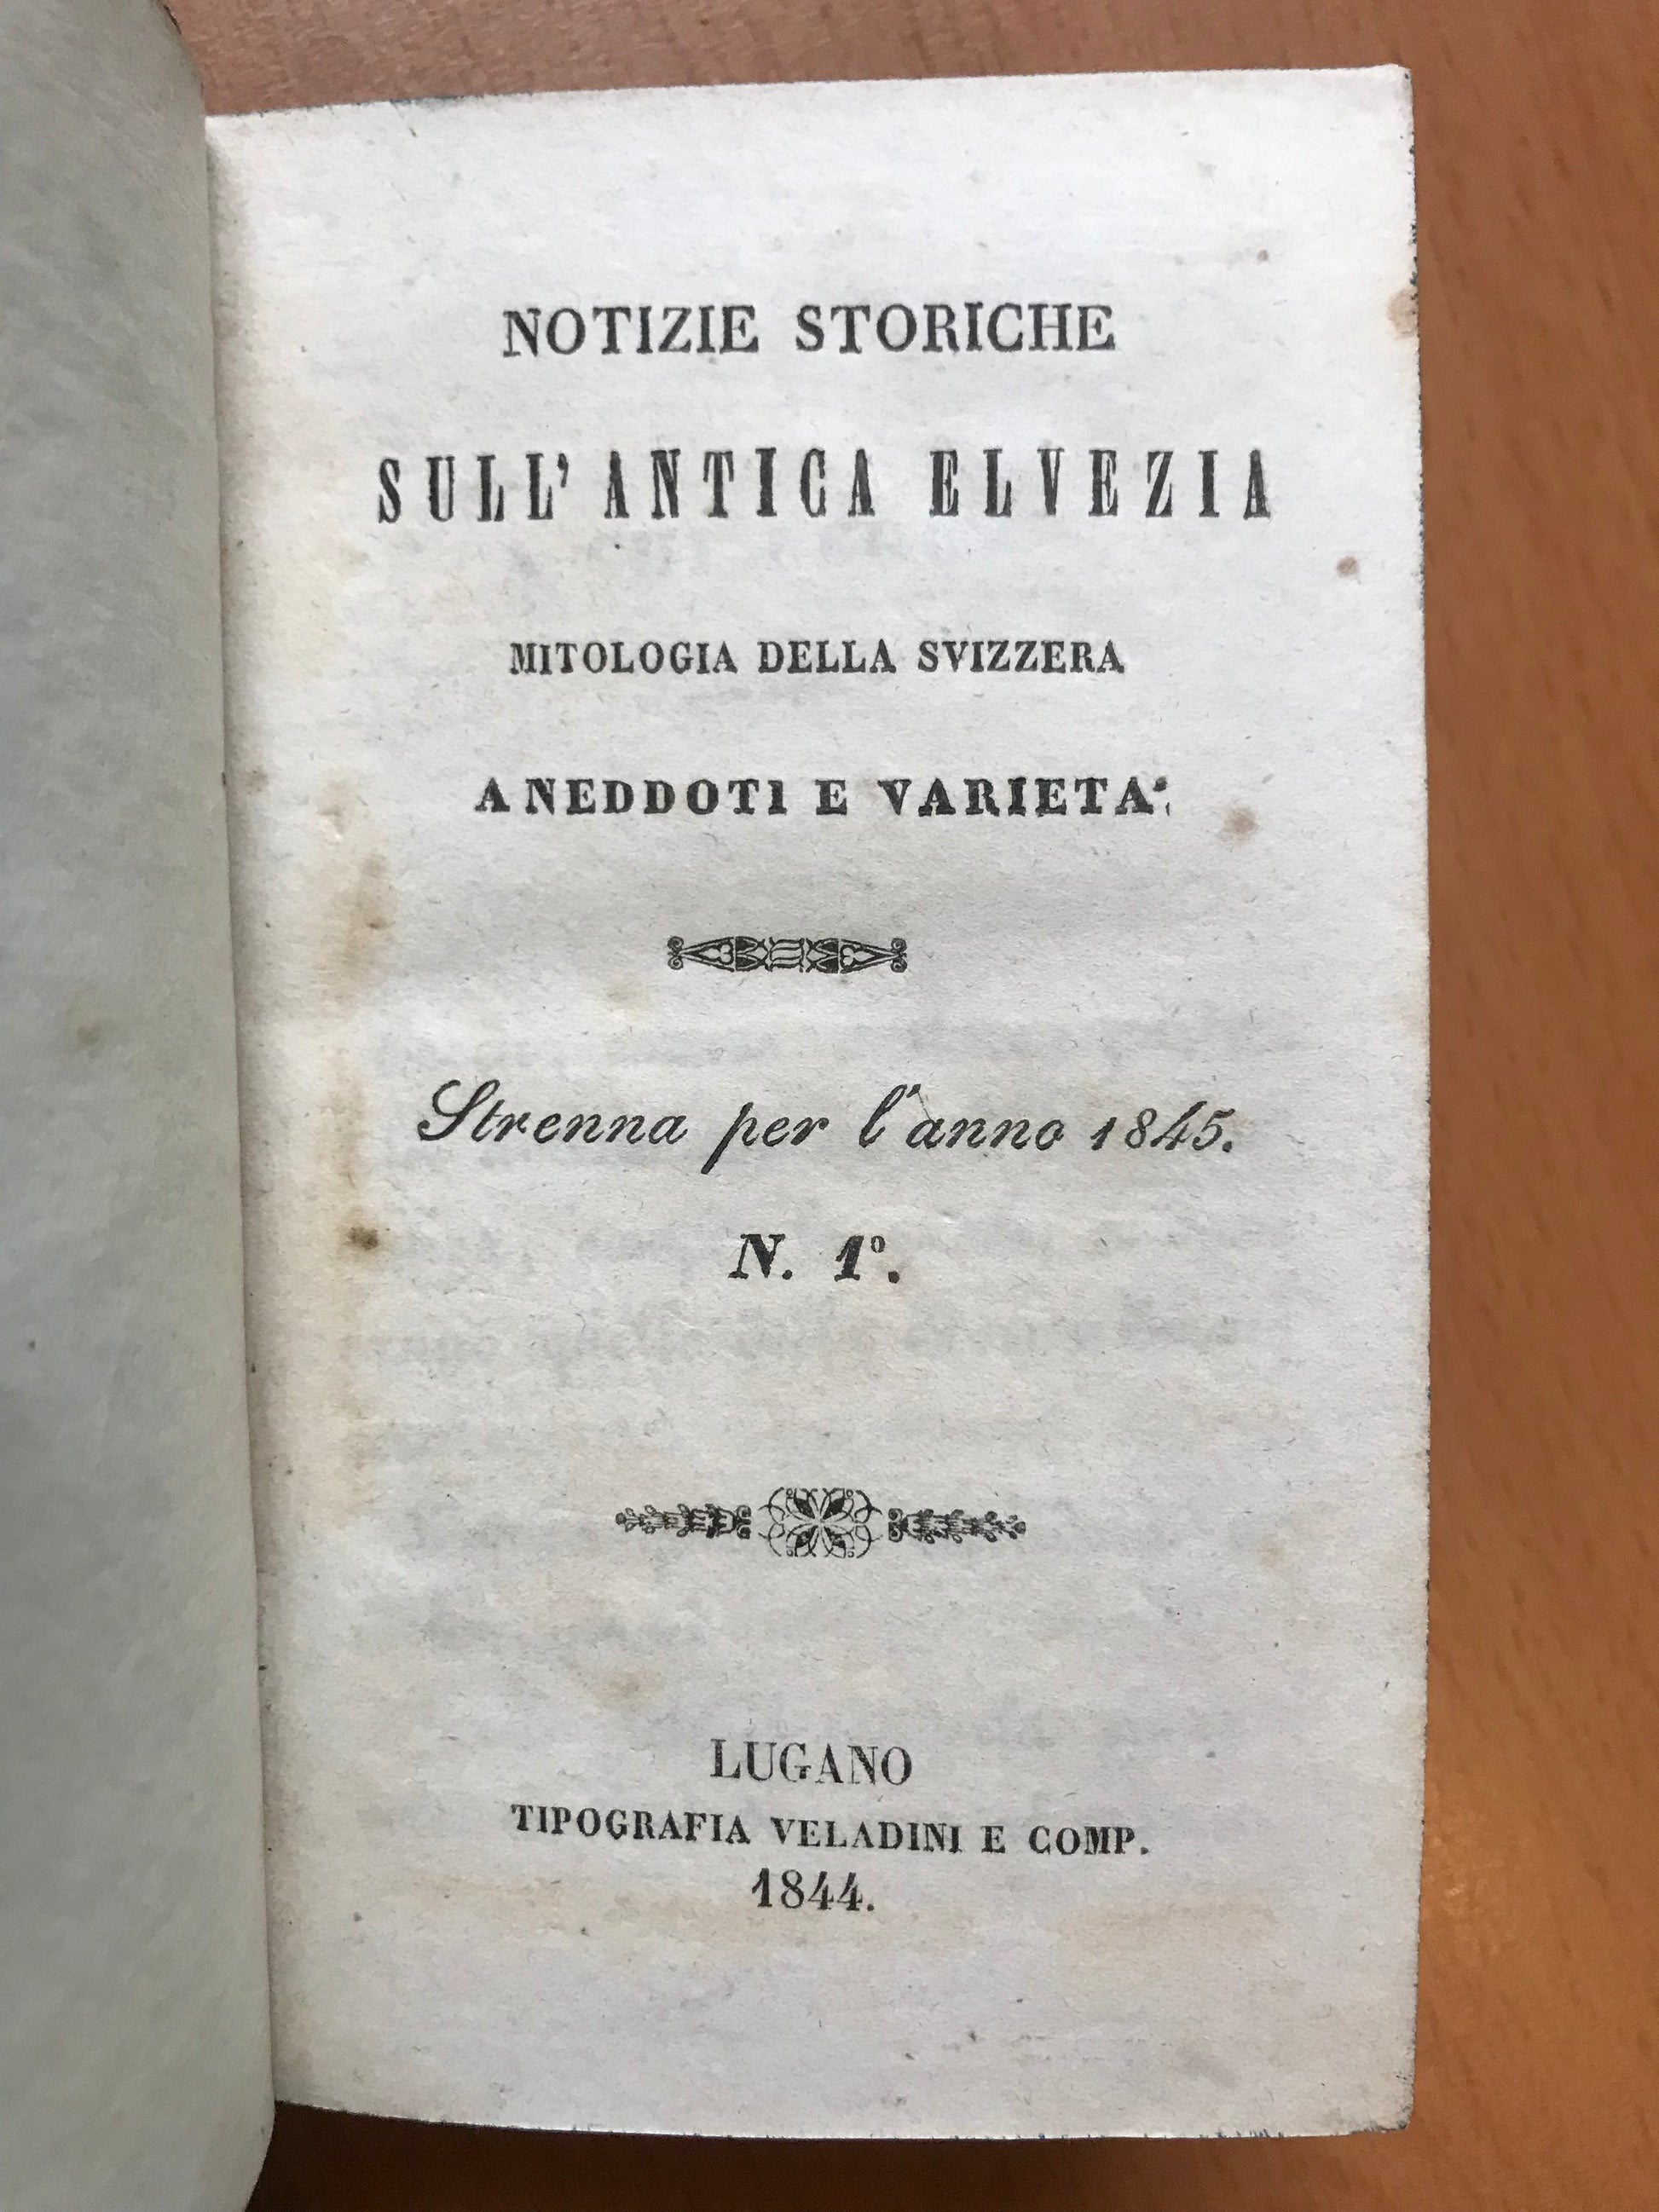 NOTIZIE STORICHE
SULL' ANTICA ELVEZIA
MITOLOGIA DELLA SVIZZERA
ANEDDOTI E VARIETA'
Strenna per l'anno 1845.
N. 1º.
LUGANO
TIPOGRAFIA VELADINI E COMP.
1844.